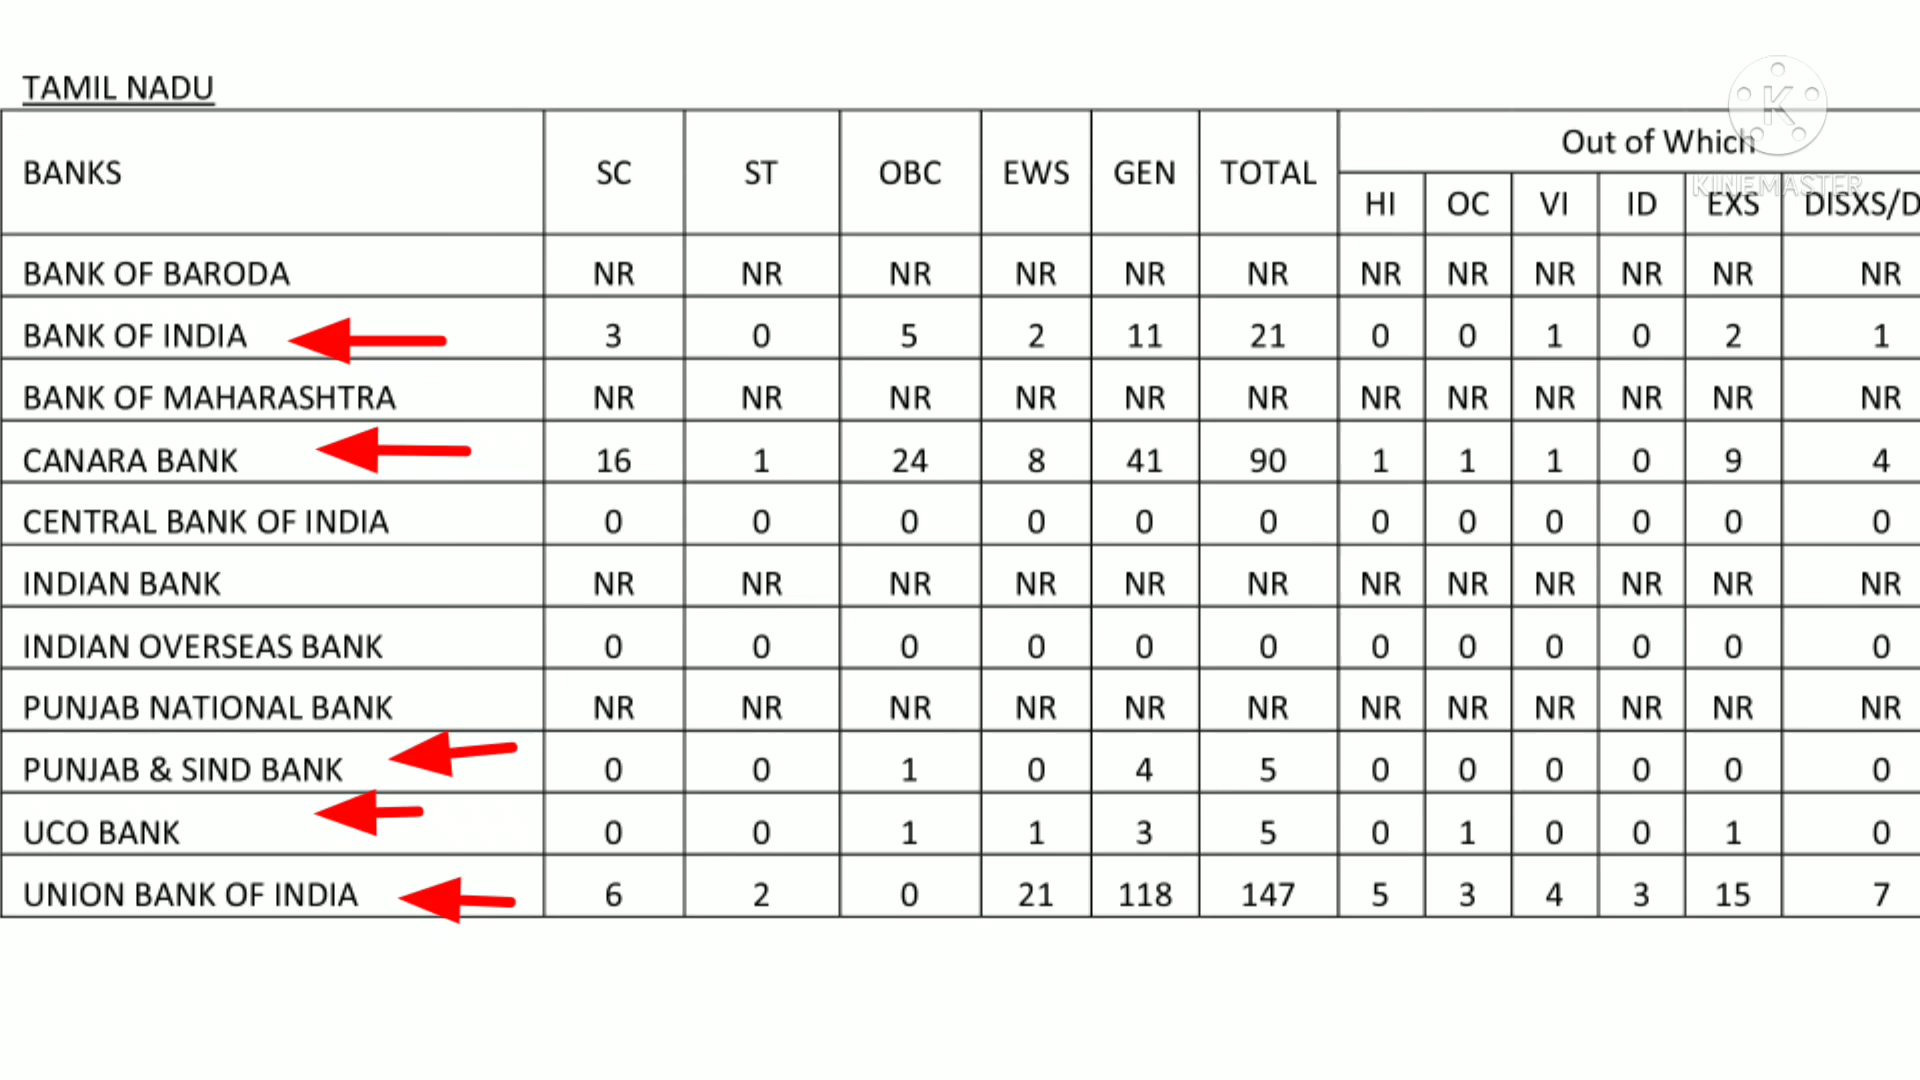 TAMIL NADU
BANKS SC ST OBC EWS GEN TOTAL Out of Which
HI OC VI ID EXS DISXS/D
BANK OF BARODA NR NR NR NR NR NR NR NR NR NR NR NR
BANK OF INDIA 3 0 5 2 11 21 0 0 1 0 2 1
BANK OF MAHARASHTRA NR NR NR NR NR NR NR NR NR NR NR NR
CANARA BANK 16 1 24 8 41 90 1 1 1 0 9 4
CENTRAL BANK OF INDIA 0 0 0 0 0 0 0 0 0 0 0 0
INDIAN BANK NR NR NR NR NR NR NR NR NR NR NR NR
INDIAN OVERSEAS BANK 0 0 0 0 0 0 0 0 0 0 0 0
PUNJAB NATIONAL BANK NR NR NR NR NR NR NR NR NR NR NR NR
PUNJAB & SIND BANK 0 0 1 0 4 5 0 0 0 0 0 0
UCO BANK 0 0 1 1 3 5 0 1 0 0 1 0
UNION BANK OF INDIA 6 2 0 21 118 147 5 3 4 3 15 7
K
KINEMASTER